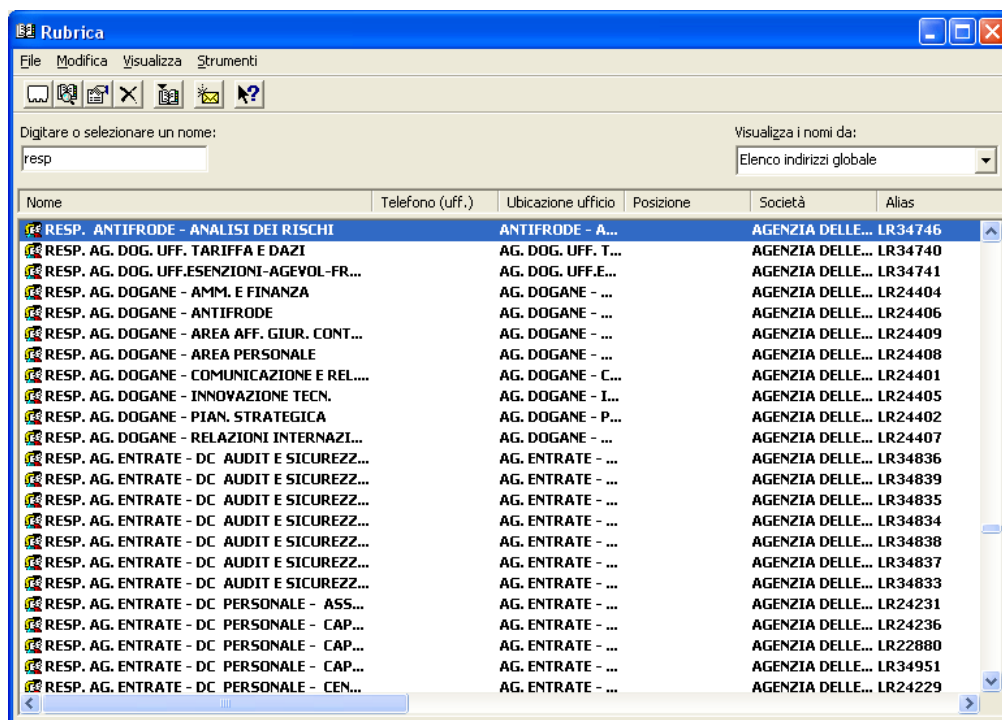 Rubrica
File Modifica Visualizza Strumenti
Digitare o selezionare un nome: Visualizza i nomi da:
resp Elenco indirizzi globale
Nome Telefono (uff.) Ubicazione ufficio Posizione Società Alias
RESP. ANTIFRODE - ANALISI DEI RISCHI ANTIFRODE - A... AGENZIA DELLE... LR34746
RESP. AG. DOG. UFF. TARIFFA E DAZI AG. DOG. UFF. T... AGENZIA DELLE... LR34740
RESP. AG. DOG. UFF.ESENZIONI-AGEVOL-FR... AG. DOG. UFF.E... AGENZIA DELLE... LR34741
RESP. AG. DOGANE - AMM. E FINANZA AG. DOGANE - ... AGENZIA DELLE... LR24404
RESP. AG. DOGANE - ANTIFRODE AG. DOGANE - ... AGENZIA DELLE... LR24406
RESP. AG. DOGANE - AREA AFF. GIUR. CONT... AG. DOGANE - ... AGENZIA DELLE... LR24409
RESP. AG. DOGANE - AREA PERSONALE AG. DOGANE - ... AGENZIA DELLE... LR24408
RESP. AG. DOGANE - COMUNICAZIONE E REL.... AG. DOGANE - C... AGENZIA DELLE... LR24401
RESP. AG. DOGANE - INNOVAZIONE TECN. AG. DOGANE - I... AGENZIA DELLE... LR24405
RESP. AG. DOGANE - PIAN. STRATEGICA AG. DOGANE - P... AGENZIA DELLE... LR24402
RESP. AG. DOGANE - RELAZIONI INTERNAZI... AG. DOGANE - ... AGENZIA DELLE... LR24407
RESP. AG. ENTRATE - DC AUDIT E SICUREZZ... AG. ENTRATE - ... AGENZIA DELLE... LR34836
RESP. AG. ENTRATE - DC AUDIT E SICUREZZ... AG. ENTRATE - ... AGENZIA DELLE... LR34839
RESP. AG. ENTRATE - DC AUDIT E SICUREZZ... AG. ENTRATE - ... AGENZIA DELLE... LR34835
RESP. AG. ENTRATE - DC AUDIT E SICUREZZ... AG. ENTRATE - ... AGENZIA DELLE... LR34834
RESP. AG. ENTRATE - DC AUDIT E SICUREZZ... AG. ENTRATE - ... AGENZIA DELLE... LR34838
RESP. AG. ENTRATE - DC AUDIT E SICUREZZ... AG. ENTRATE - ... AGENZIA DELLE... LR34837
RESP. AG. ENTRATE - DC AUDIT E SICUREZZ... AG. ENTRATE - ... AGENZIA DELLE... LR34833
RESP. AG. ENTRATE - DC PERSONALE - ASS... AG. ENTRATE - ... AGENZIA DELLE... LR24231
RESP. AG. ENTRATE - DC PERSONALE - CAP... AG. ENTRATE - ... AGENZIA DELLE... LR24236
RESP. AG. ENTRATE - DC PERSONALE - CAP... AG. ENTRATE - ... AGENZIA DELLE... LR22880
RESP. AG. ENTRATE - DC PERSONALE - CAP... AG. ENTRATE - ... AGENZIA DELLE... LR34951
RESP. AG. ENTRATE - DC PERSONALE - CEN... AG. ENTRATE - ... AGENZIA DELLE... LR24229